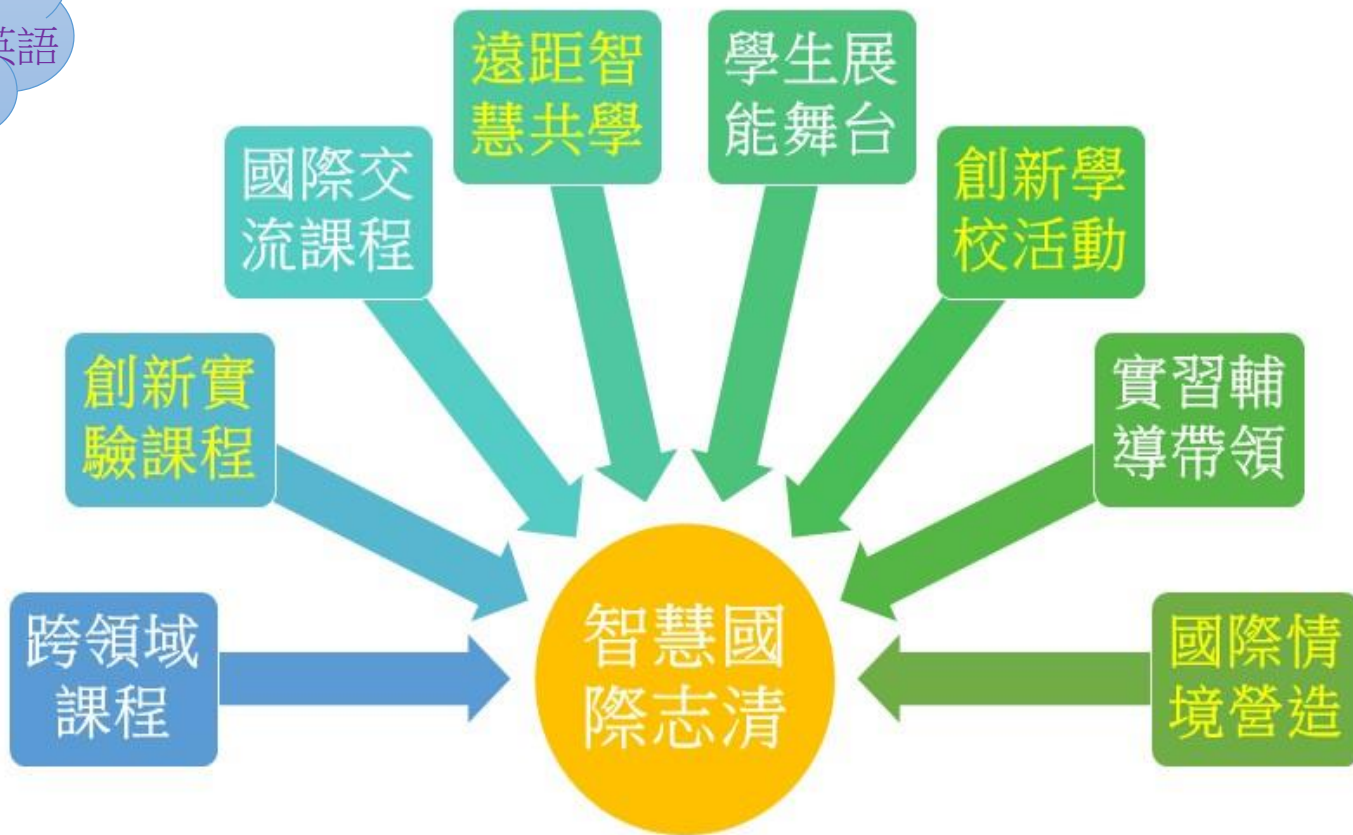 英語
遠距智
慧共學
學生展
能舞台
國際交
流課程
創新學
校活動
創新實
驗課程
實習輔
導帶領
跨領域
課程
智慧國
際志清
國際情
境營造